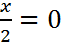 x/2 = 0